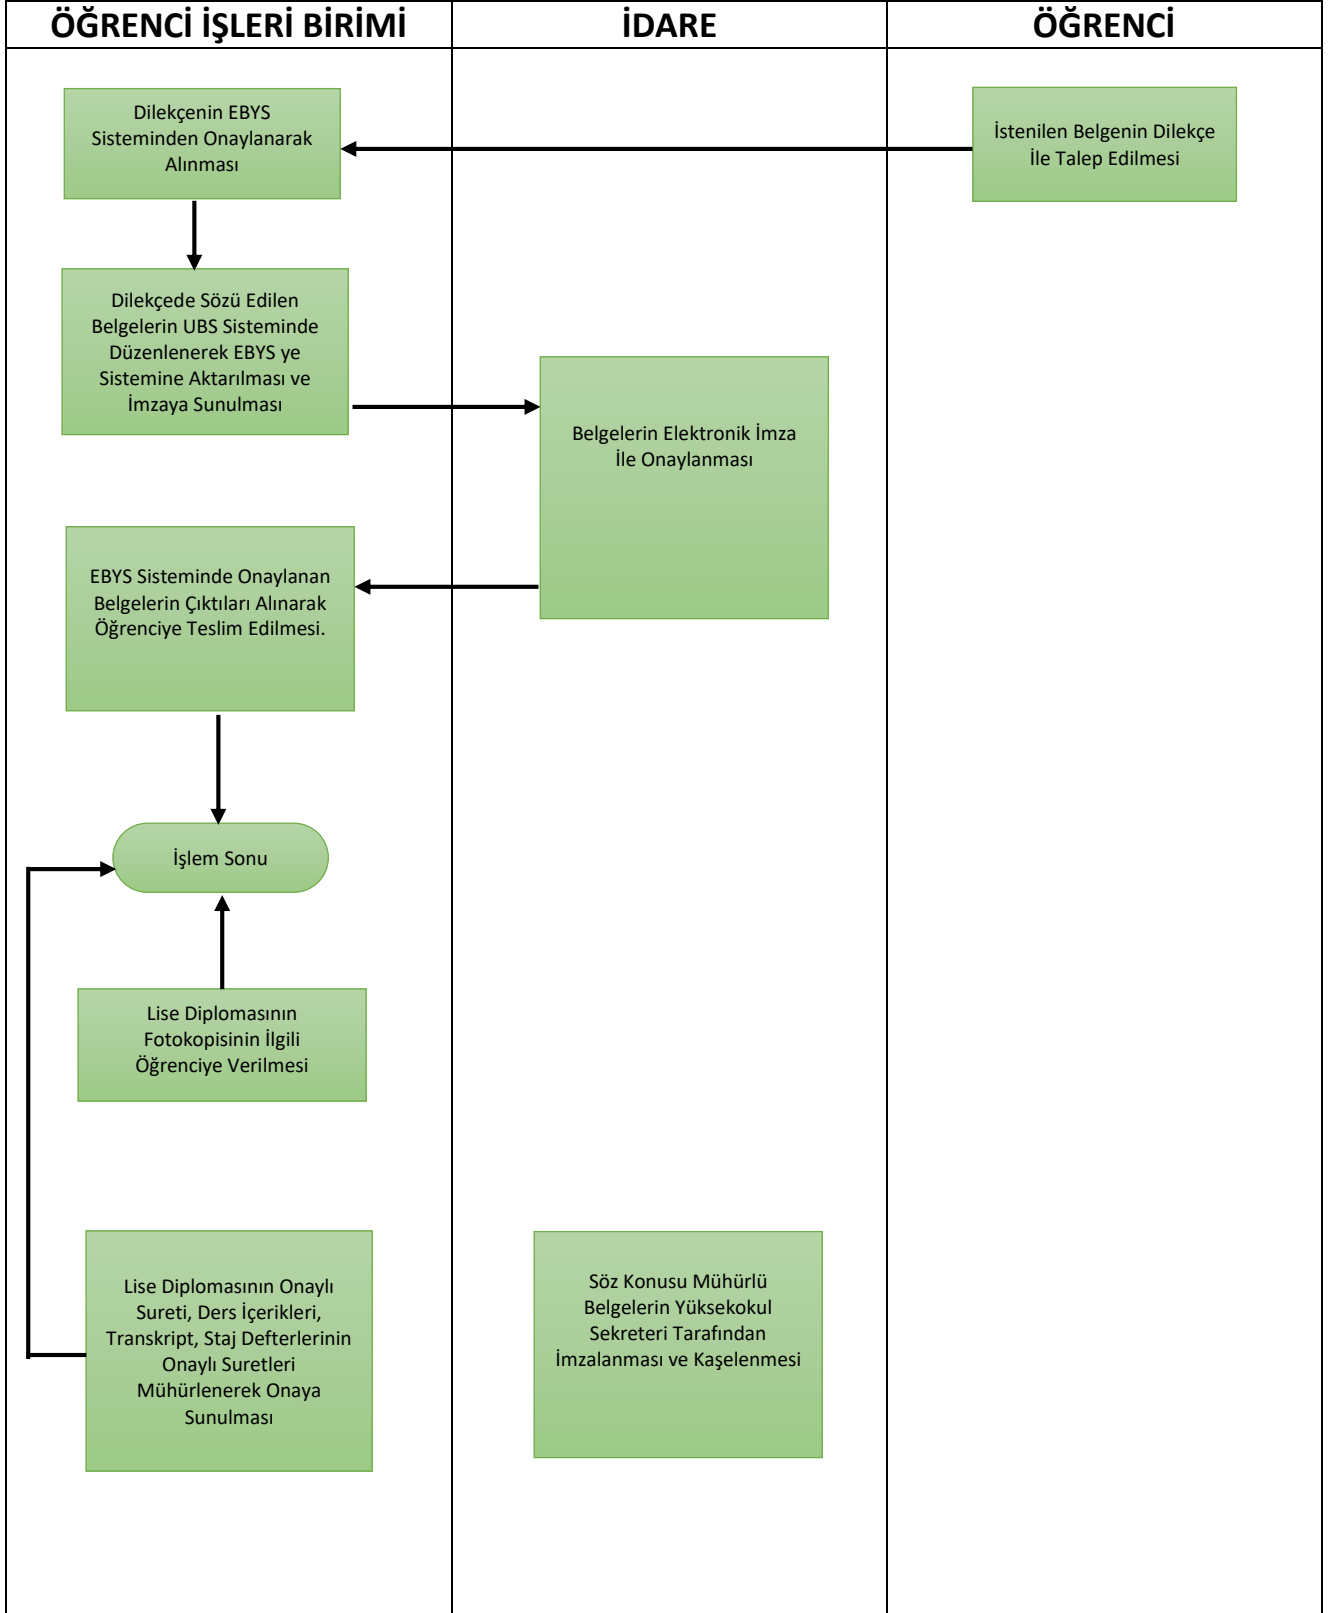 ÖĞRENCİ İŞLERİ BİRİMİ
İDARE
ÖĞRENCİ
Dilekçenin EBYS
Sisteminden Onaylanarak
Alınması
İstenilen Belgenin Dilekçe
İle Talep Edilmesi
Dilekçede Sözü Edilen
Belgelerin UBS Sisteminde
Düzenlenerek EBYS ye
Sistemine Aktarılması ve
İmzaya Sunulması
Belgelerin Elektronik İmza
İle Onaylanması
EBYS Sisteminde Onaylanan
Belgelerin Çıktıları Alınarak
Öğrenciye Teslim Edilmesi.
İşlem Sonu
Lise Diplomasının
Fotokopisinin İlgili
Öğrenciye Verilmesi
Lise Diplomasının Onaylı
Sureti, Ders İçerikleri,
Transkript, Staj Defterlerinin
Onaylı Suretleri
Mühürlenerek Onaya
Sunulması
Söz Konusu Mühürlü
Belgelerin Yüksekokul
Sekreteri Tarafından
İmzalanması ve Kaşelenmesi